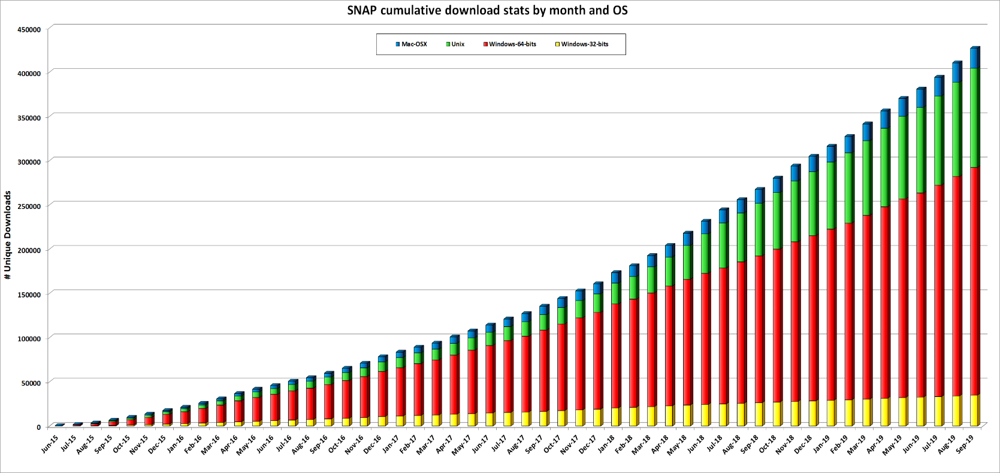 SNAP cumulative download stats by month and OS
Mac-OSX Unix Windows-64-bits Windows-32-bits
# Unique Downloads
450000
400000
350000
300000
250000
200000
150000
100000
50000
0
Jun-15 Jul-15 Aug-15 Sep-15 Oct-15 Nov-15 Dec-15 Jan-16 Feb-16 Mar-16 Apr-16 May-16 Jun-16 Jul-16 Aug-16 Sep-16 Oct-16 Nov-16 Dec-16 Jan-17 Feb-17 Mar-17 Apr-17 May-17 Jun-17 Jul-17 Aug-17 Sep-17 Oct-17 Nov-17 Dec-17 Jan-18 Feb-18 Mar-18 Apr-18 May-18 Jun-18 Jul-18 Aug-18 Sep-18 Oct-18 Nov-18 Dec-18 Jan-19 Feb-19 Mar-19 Apr-19 May-19 Jun-19 Jul-19 Aug-19 Sep-19